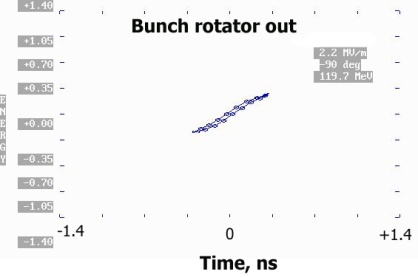 +1.40
Bunch rotator out
+1.05
2.2 MV/m
+0.70
-90 deg
119.7 MeV
+0.35
ENERGY
+0.00
-0.35
-0.70
-1.05
-1.40
-1.4 0 +1.4
Time, ns